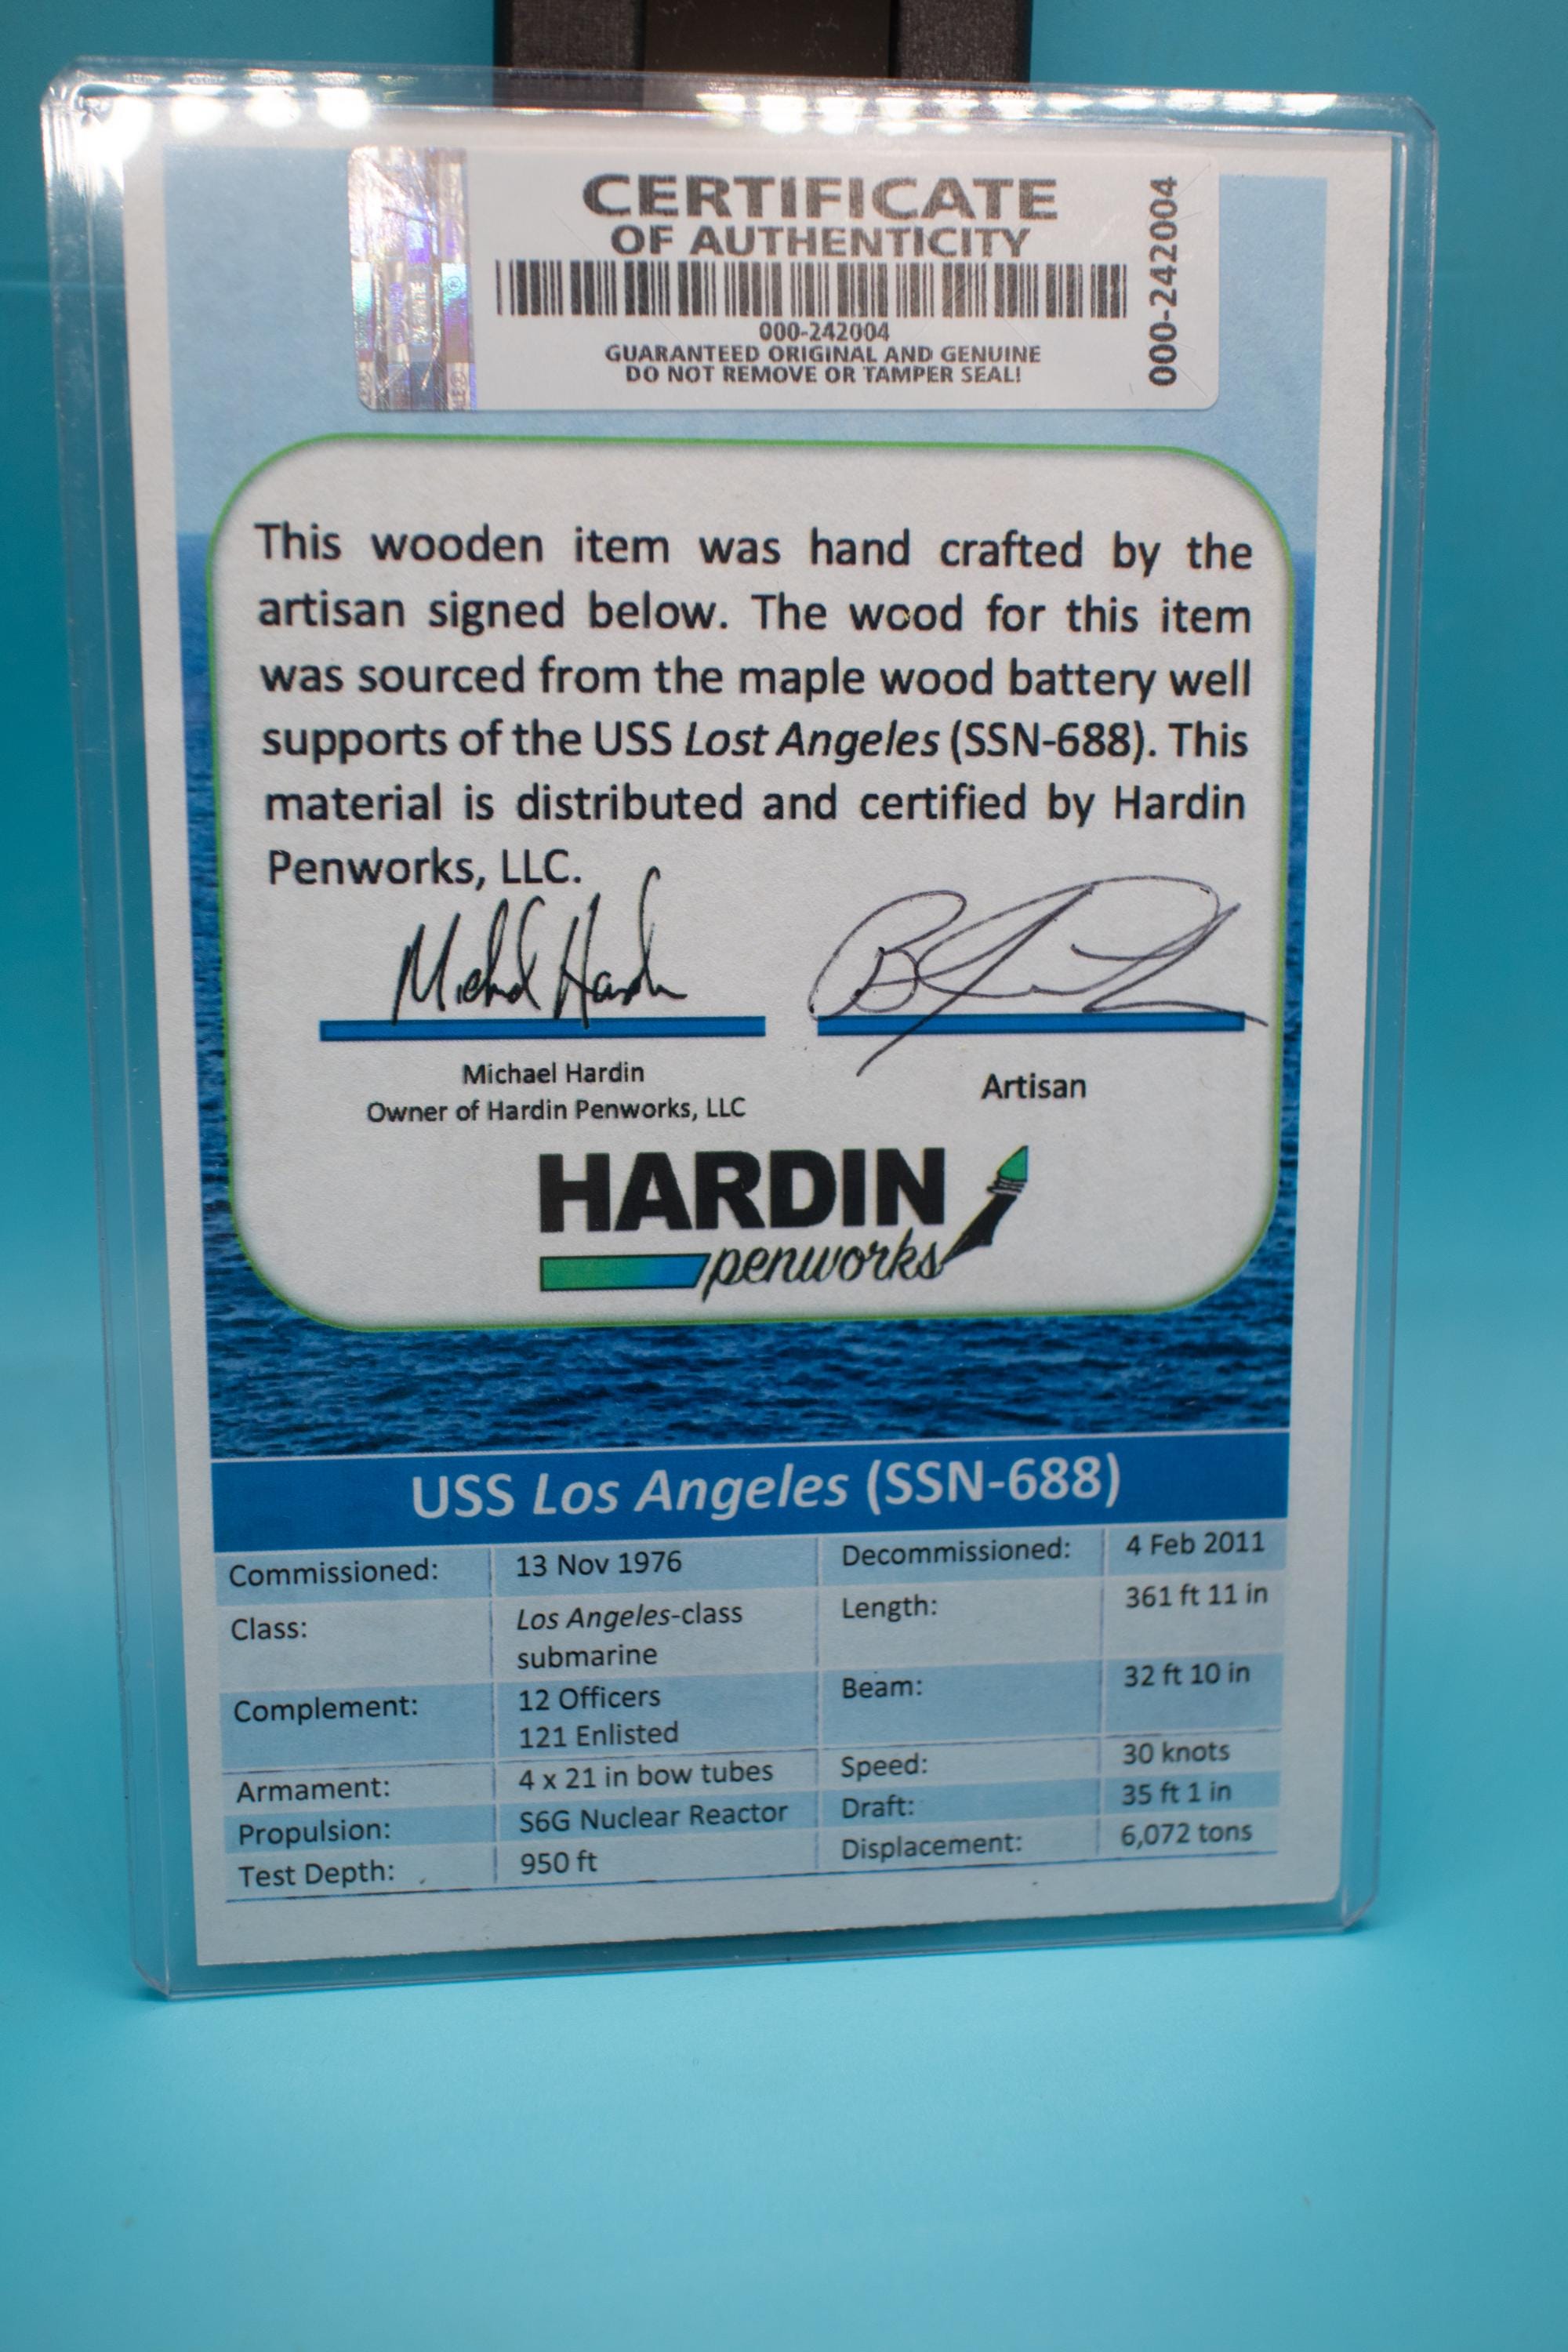 CERTIFICATE
OF AUTHENTICITY
000-242004
GUARANTEED ORIGINAL AND GENUINE
DO NOT REMOVE OR TAMPER SEAL!
000-242004
This wooden item was hand crafted by the
artisan signed below. The wood for this item
was sourced from the maple wood battery well
supports of the USS Lost Angeles (SSN-688). This
material is distributed and certified by Hardin
Penworks, LLC.
Michael Hardin
Michael Hardin
Owner of Hardin Penworks, LLC
Artisan
HARDIN
penworks
USS Los Angeles (SSN-688)
Commissioned: 13 Nov 1976 Decommissioned: 4 Feb 2011
Class: Los Angeles-class Length: 361 ft 11 in
submarine
Complement: 12 Officers Beam: 32 ft 10 in
121 Enlisted
Armament: 4 x 21 in bow tubes Speed: 30 knots
Propulsion: S6G Nuclear Reactor Draft: 35 ft 1 in
Test Depth: 950 ft Displacement: 6,072 tons